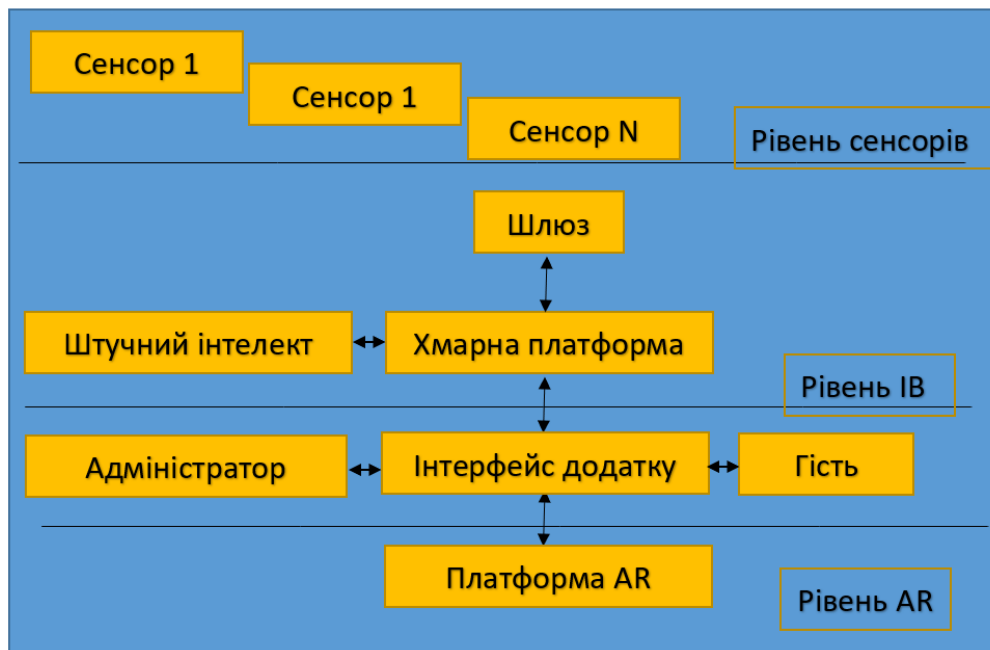 Сенсор 1
Сенсор 1
Сенсор N
Рівень сенсорів
Шлюз
Штучний інтелект
Хмарна платформа
Рівень ІВ
Адміністратор
Інтерфейс додатку
Гість
Платформа AR
Рівень AR